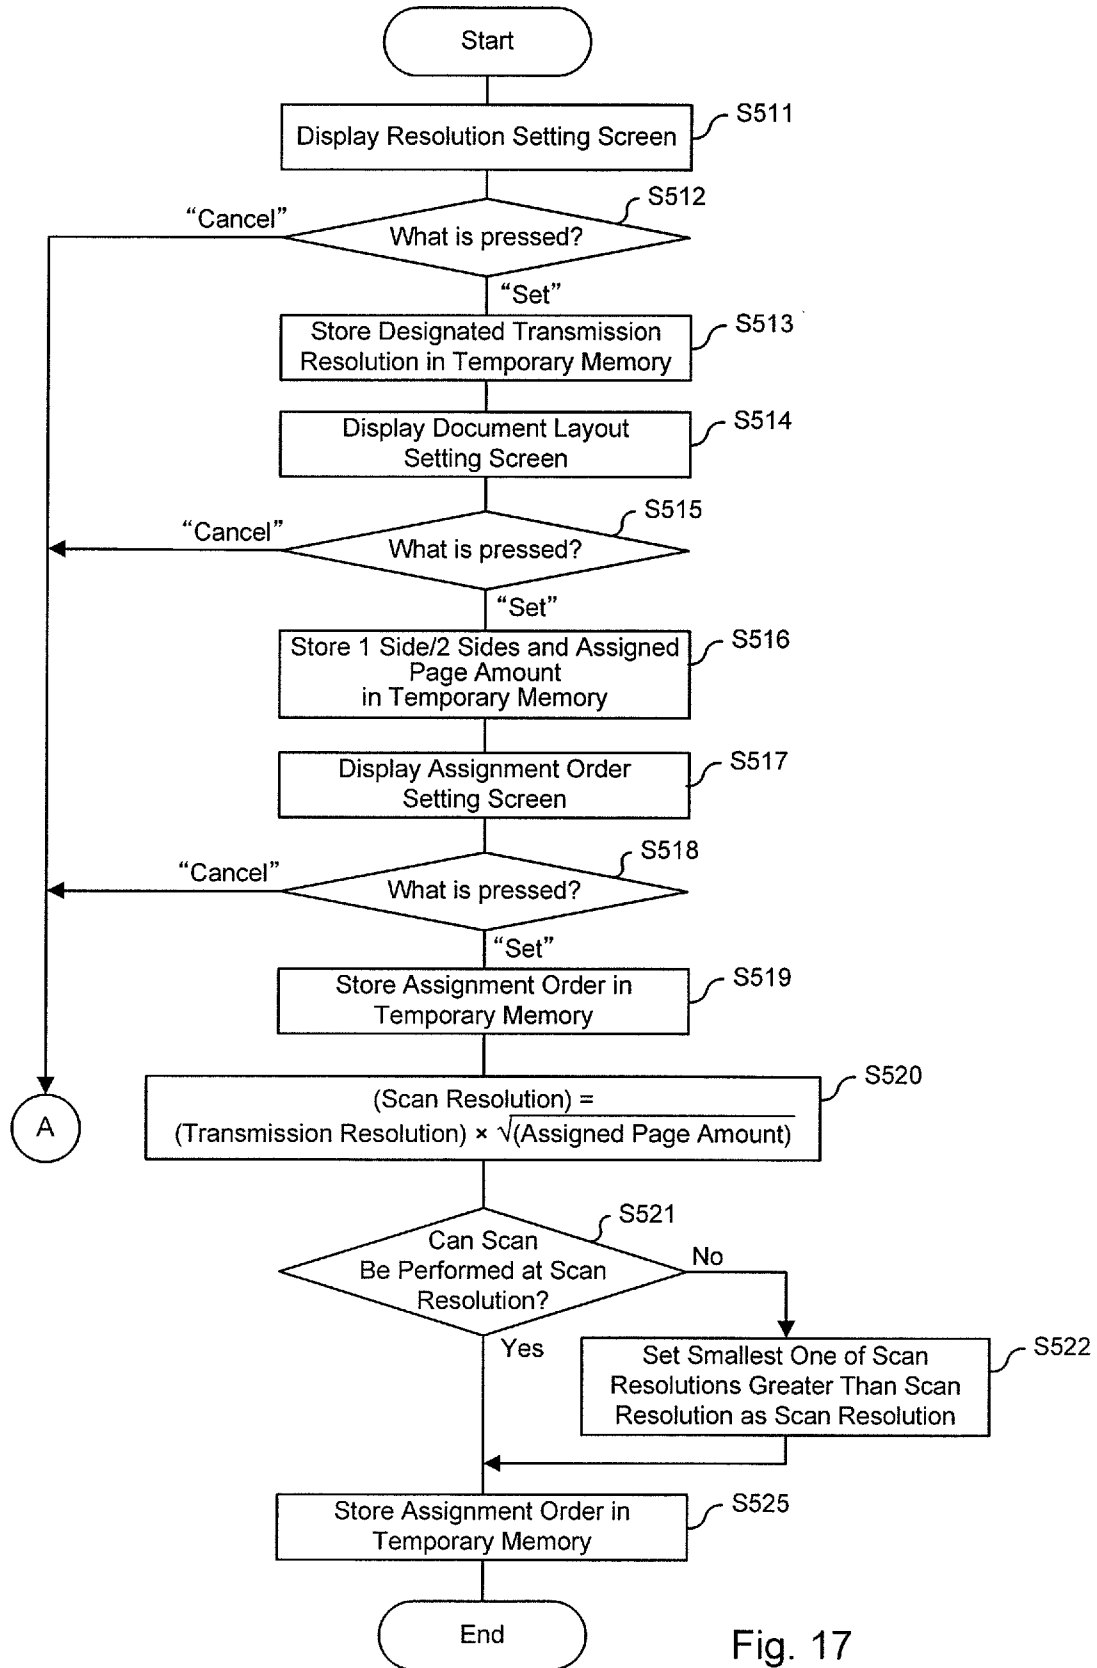 Start
Display Resolution Setting Screen
S511
S512
“Cancel”
What is pressed?
“Set”
Store Designated Transmission
Resolution in Temporary Memory
S513
Display Document Layout
Setting Screen
S514
S515
“Cancel”
What is pressed?
“Set”
Store 1 Side/2 Sides and Assigned
Page Amount
in Temporary Memory
S516
Display Assignment Order
Setting Screen
S517
S518
“Cancel”
What is pressed?
“Set”
Store Assignment Order in
Temporary Memory
S519
S520
(Scan Resolution) =
(Transmission Resolution) × √(Assigned Page Amount)
A
S521
Can Scan
Be Performed at Scan
Resolution?
No
Yes
Set Smallest One of Scan
Resolutions Greater Than Scan
Resolution as Scan Resolution
S522
Store Assignment Order in
Temporary Memory
S525
End
Fig. 17